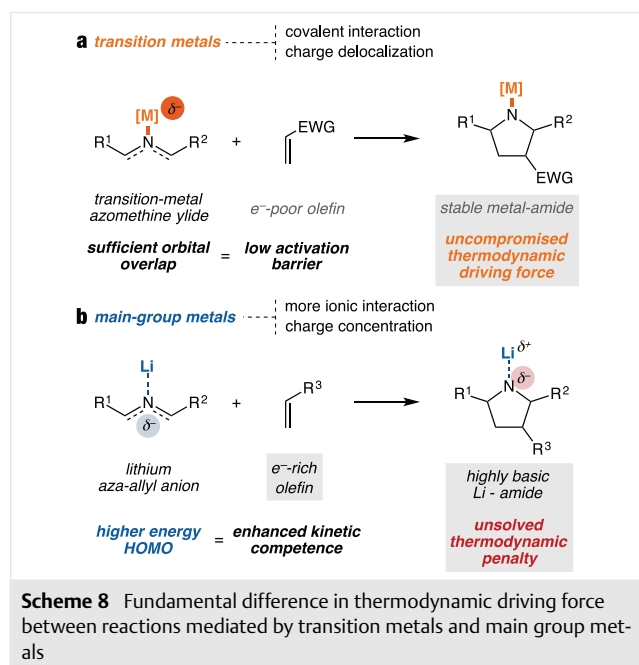 a transition metals
covalent interaction
charge delocalization
[M] δ–
R1 N R2
+
EWG
[M]
R1 N R2
EWG
transition-metal
azomethine ylide
e–-poor olefin
stable metal-amide
sufficient orbital
overlap
=
low activation
barrier
uncompromised
thermodynamic
driving force
b main-group metals
more ionic interaction
charge concentration
Li
R1 N R2
δ–
+
R3
Li δ+
N δ–
R1 R2
R3
lithium
aza-allyl anion
e–-rich
olefin
highly basic
Li - amide
higher energy
HOMO
=
enhanced kinetic
competence
unsolved
thermodynamic
penalty
Scheme 8 Fundamental difference in thermodynamic driving force
between reactions mediated by transition metals and main group met-
als